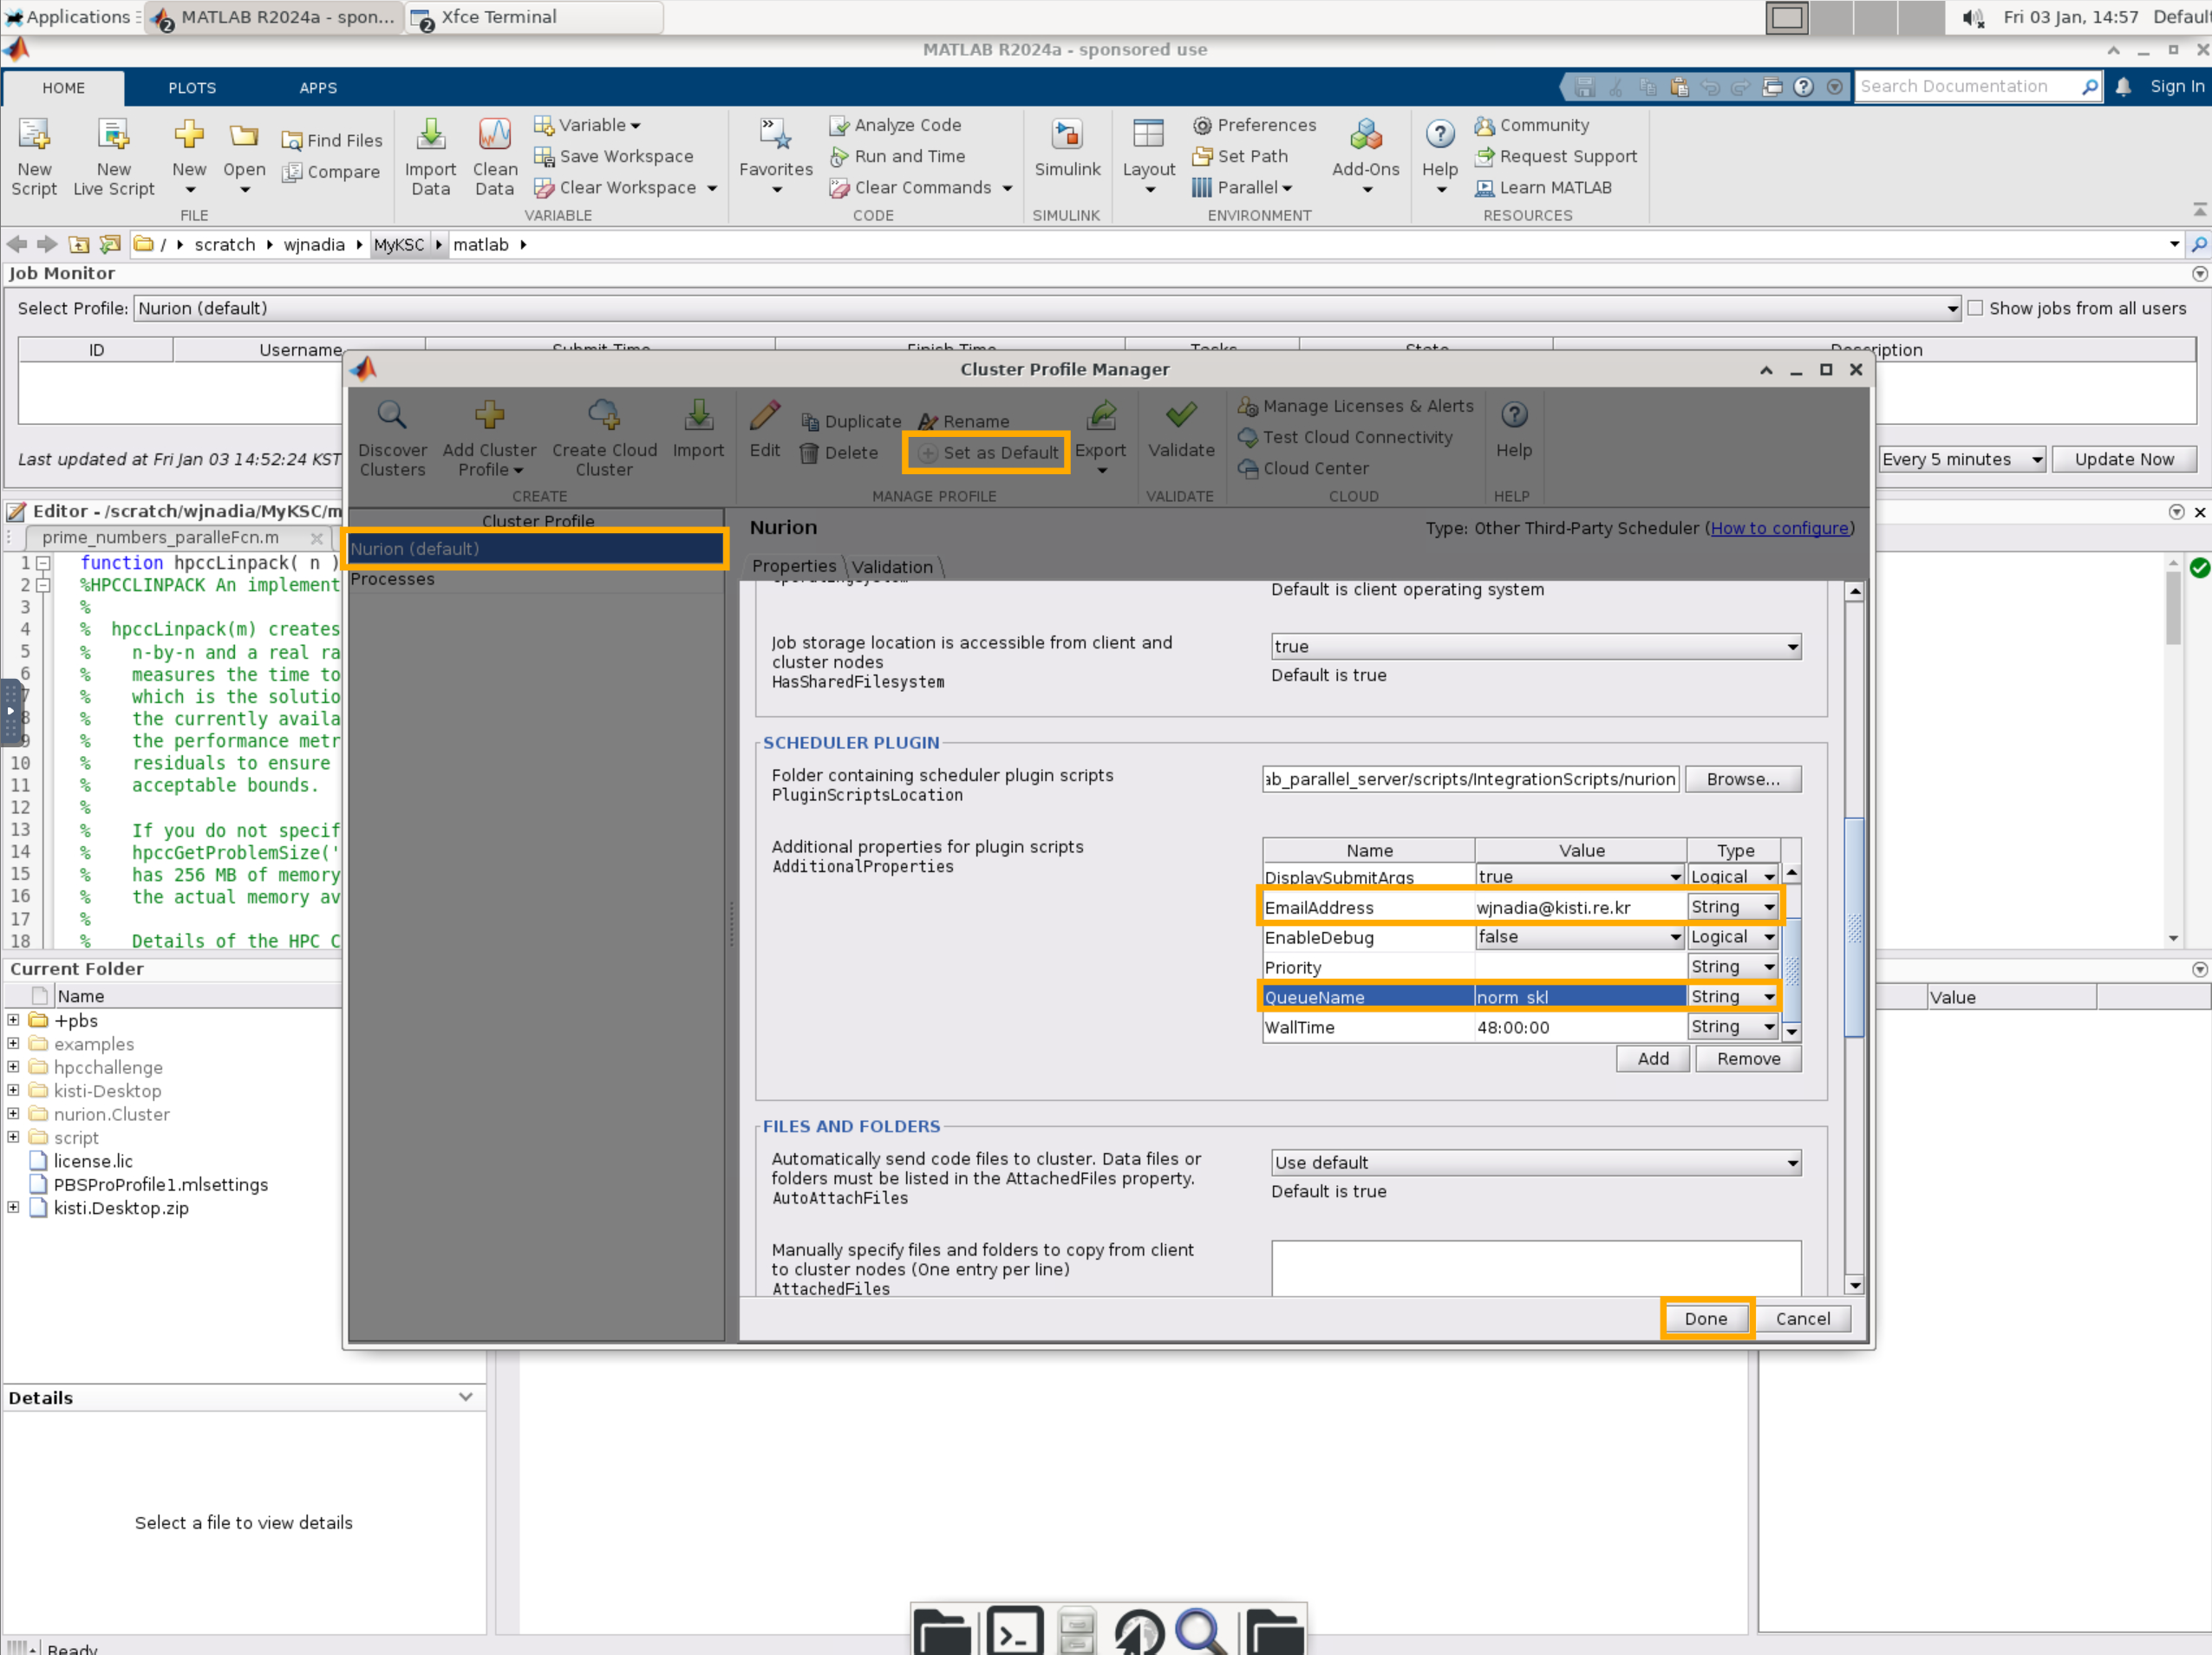 Applications
MATLAB R2024a - spon...
Xfce Terminal
Fri 03 Jan, 14:57 Default
MATLAB R2024a - sponsored use
HOME PLOTS APPS
Search Documentation
Sign In
New Script
New Live Script
New
Open
Find Files
Compare
FILE
Import Data
Clean Data
Variable
Save Workspace
Clear Workspace
VARIABLE
Favorites
Analyze Code
Run and Time
Clear Commands
CODE
Simulink
SIMULINK
Layout
Preferences
Set Path
Parallel
Add-Ons
ENVIRONMENT
Help
Community
Request Support
Learn MATLAB
RESOURCES
/ scratch wjnadia MyKSC matlab
Job Monitor
Select Profile: Nurion (default)
Show jobs from all users
ID Username Submit Time Finish Time Tasks State Description
Last updated at Fri Jan 03 14:52:24 KST
Every 5 minutes
Update Now
Editor - /scratch/wjnadia/MyKSC/m
prime_numbers_paralleFcn.m
1 function hpccLinpack( n )
2 %HPCCLINPACK An implement
3 %
4 % hpccLinpack(m) creates
5 % n-by-n and a real ra
6 % measures the time to
7 % which is the solutio
8 % the currently availa
9 % the performance metr
10 % residuals to ensure
11 % acceptable bounds.
12 %
13 % If you do not specif
14 % hpccGetProblemSize('
15 % has 256 MB of memory
16 % the actual memory av
17 %
18 % Details of the HPC C
Current Folder
Name
+pbs
examples
hpcchallenge
kisti-Desktop
nurion.Cluster
script
license.lic
PBSProProfile1.mlsettings
kisti.Desktop.zip
Details
Select a file to view details
Ready
Value
Cluster Profile Manager
Discover Clusters
Add Cluster Profile
Create Cloud Cluster
Import
CREATE
Edit
Duplicate
Delete
Rename
Set as Default
Export
MANAGE PROFILE
Validate
VALIDATE
Manage Licenses & Alerts
Test Cloud Connectivity
Cloud Center
CLOUD
Help
HELP
Cluster Profile
Nurion (default)
Processes
Nurion
Type: Other Third-Party Scheduler (How to configure)
Properties Validation
OperatingSystem
Default is client operating system
Job storage location is accessible from client and
cluster nodes
HasSharedFilesystem
true
Default is true
SCHEDULER PLUGIN
Folder containing scheduler plugin scripts
PluginScriptsLocation
ab_parallel_server/scripts/IntegrationScripts/nurion
Browse...
Additional properties for plugin scripts
AdditionalProperties
Name Value Type
DisplaySubmitArgs true Logical
EmailAddress wjnadia@kisti.re.kr String
EnableDebug false Logical
Priority String
QueueName norm_skl String
WallTime 48:00:00 String
Add Remove
FILES AND FOLDERS
Automatically send code files to cluster. Data files or
folders must be listed in the AttachedFiles property.
AutoAttachFiles
Use default
Default is true
Manually specify files and folders to copy from client
to cluster nodes (One entry per line)
AttachedFiles
Done Cancel